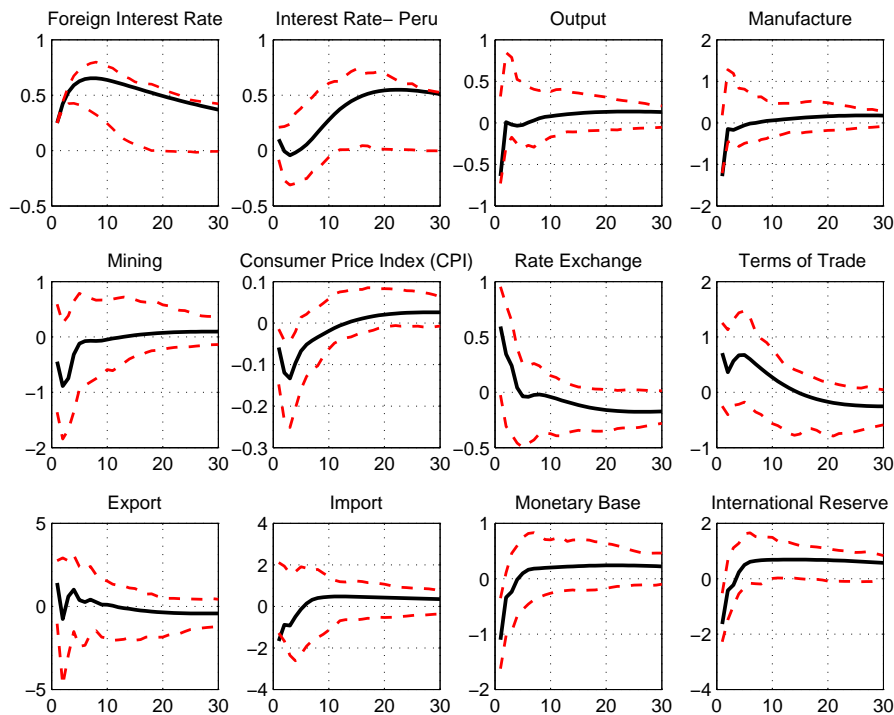 Foreign Interest Rate
Interest Rate− Peru
Output
Manufacture
1
0.5
0
−0.5
0 10 20 30
1
0.5
0
−0.5
0 10 20 30
1
0.5
0
−0.5
−1
0 10 20 30
2
1
0
−1
−2
0 10 20 30
Mining
Consumer Price Index (CPI)
Rate Exchange
Terms of Trade
1
0
−1
−2
0 10 20 30
0.1
0
−0.1
−0.2
−0.3
0 10 20 30
1
0.5
0
−0.5
0 10 20 30
2
1
0
−1
0 10 20 30
Export
Import
Monetary Base
International Reserve
5
0
−5
0 10 20 30
4
2
0
−2
−4
0 10 20 30
1
0
−1
−2
0 10 20 30
2
0
−2
−4
0 10 20 30